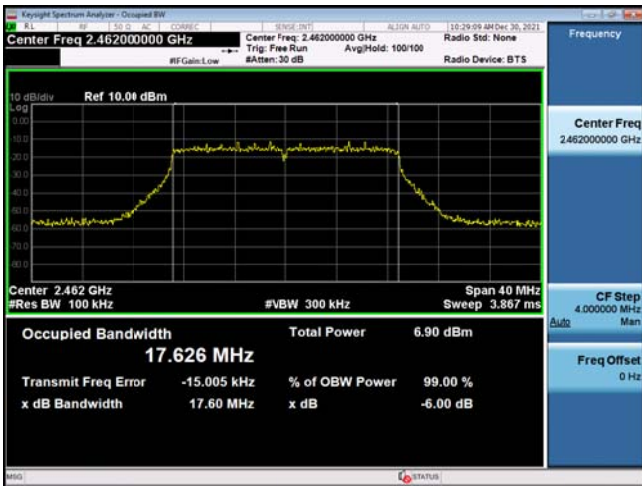 Keysight Spectrum Analyzer - Occupied BW
RL RF 50 Ω AC CORREC SENSE:INT ALIGN AUTO 10:29:09 AM Dec 30, 2021
Center Freq 2.462000000 GHz
Center Freq: 2.462000000 GHz
Radio Std: None
Trig: Free Run Avg|Hold: 100/100
#IFGain:Low #Atten: 30 dB Radio Device: BTS
Frequency
10 dB/div Ref 10.00 dBm
Log
0.00
Center Freq
2.462000000 GHz
Center 2.462 GHz Span 40 MHz
#Res BW 100 kHz #VBW 300 kHz Sweep 3.867 ms
CF Step
4.000000 MHz
Auto Man
Occupied Bandwidth Total Power 6.90 dBm
17.626 MHz
Transmit Freq Error -15.005 kHz % of OBW Power 99.00 %
x dB Bandwidth 17.60 MHz x dB -6.00 dB
Freq Offset
0 Hz
MSG STATUS